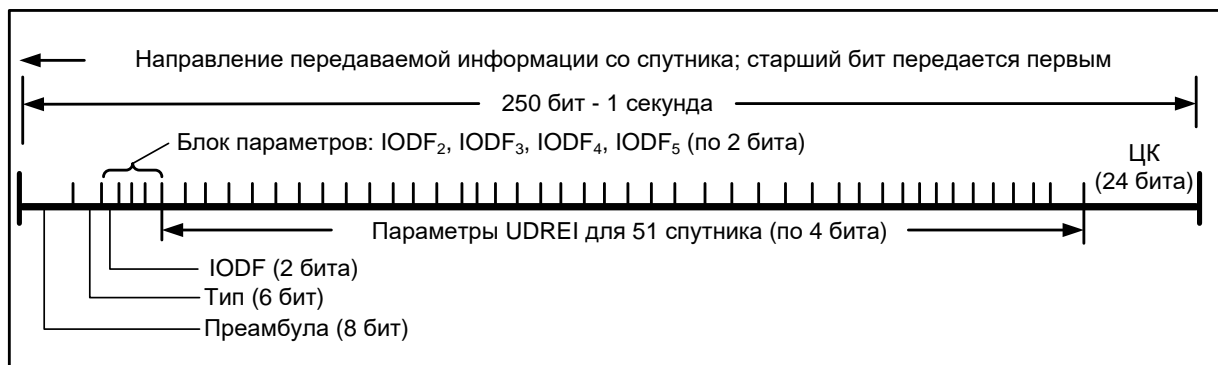 Направление передаваемой информации со спутника; старший бит передается первым
250 бит - 1 секунда
Блок параметров: IODF₂, IODF₃, IODF₄, IODF₅ (по 2 бита)
ЦК
(24 бита)
Параметры UDREI для 51 спутника (по 4 бита)
IODF (2 бита)
Тип (6 бит)
Преамбула (8 бит)